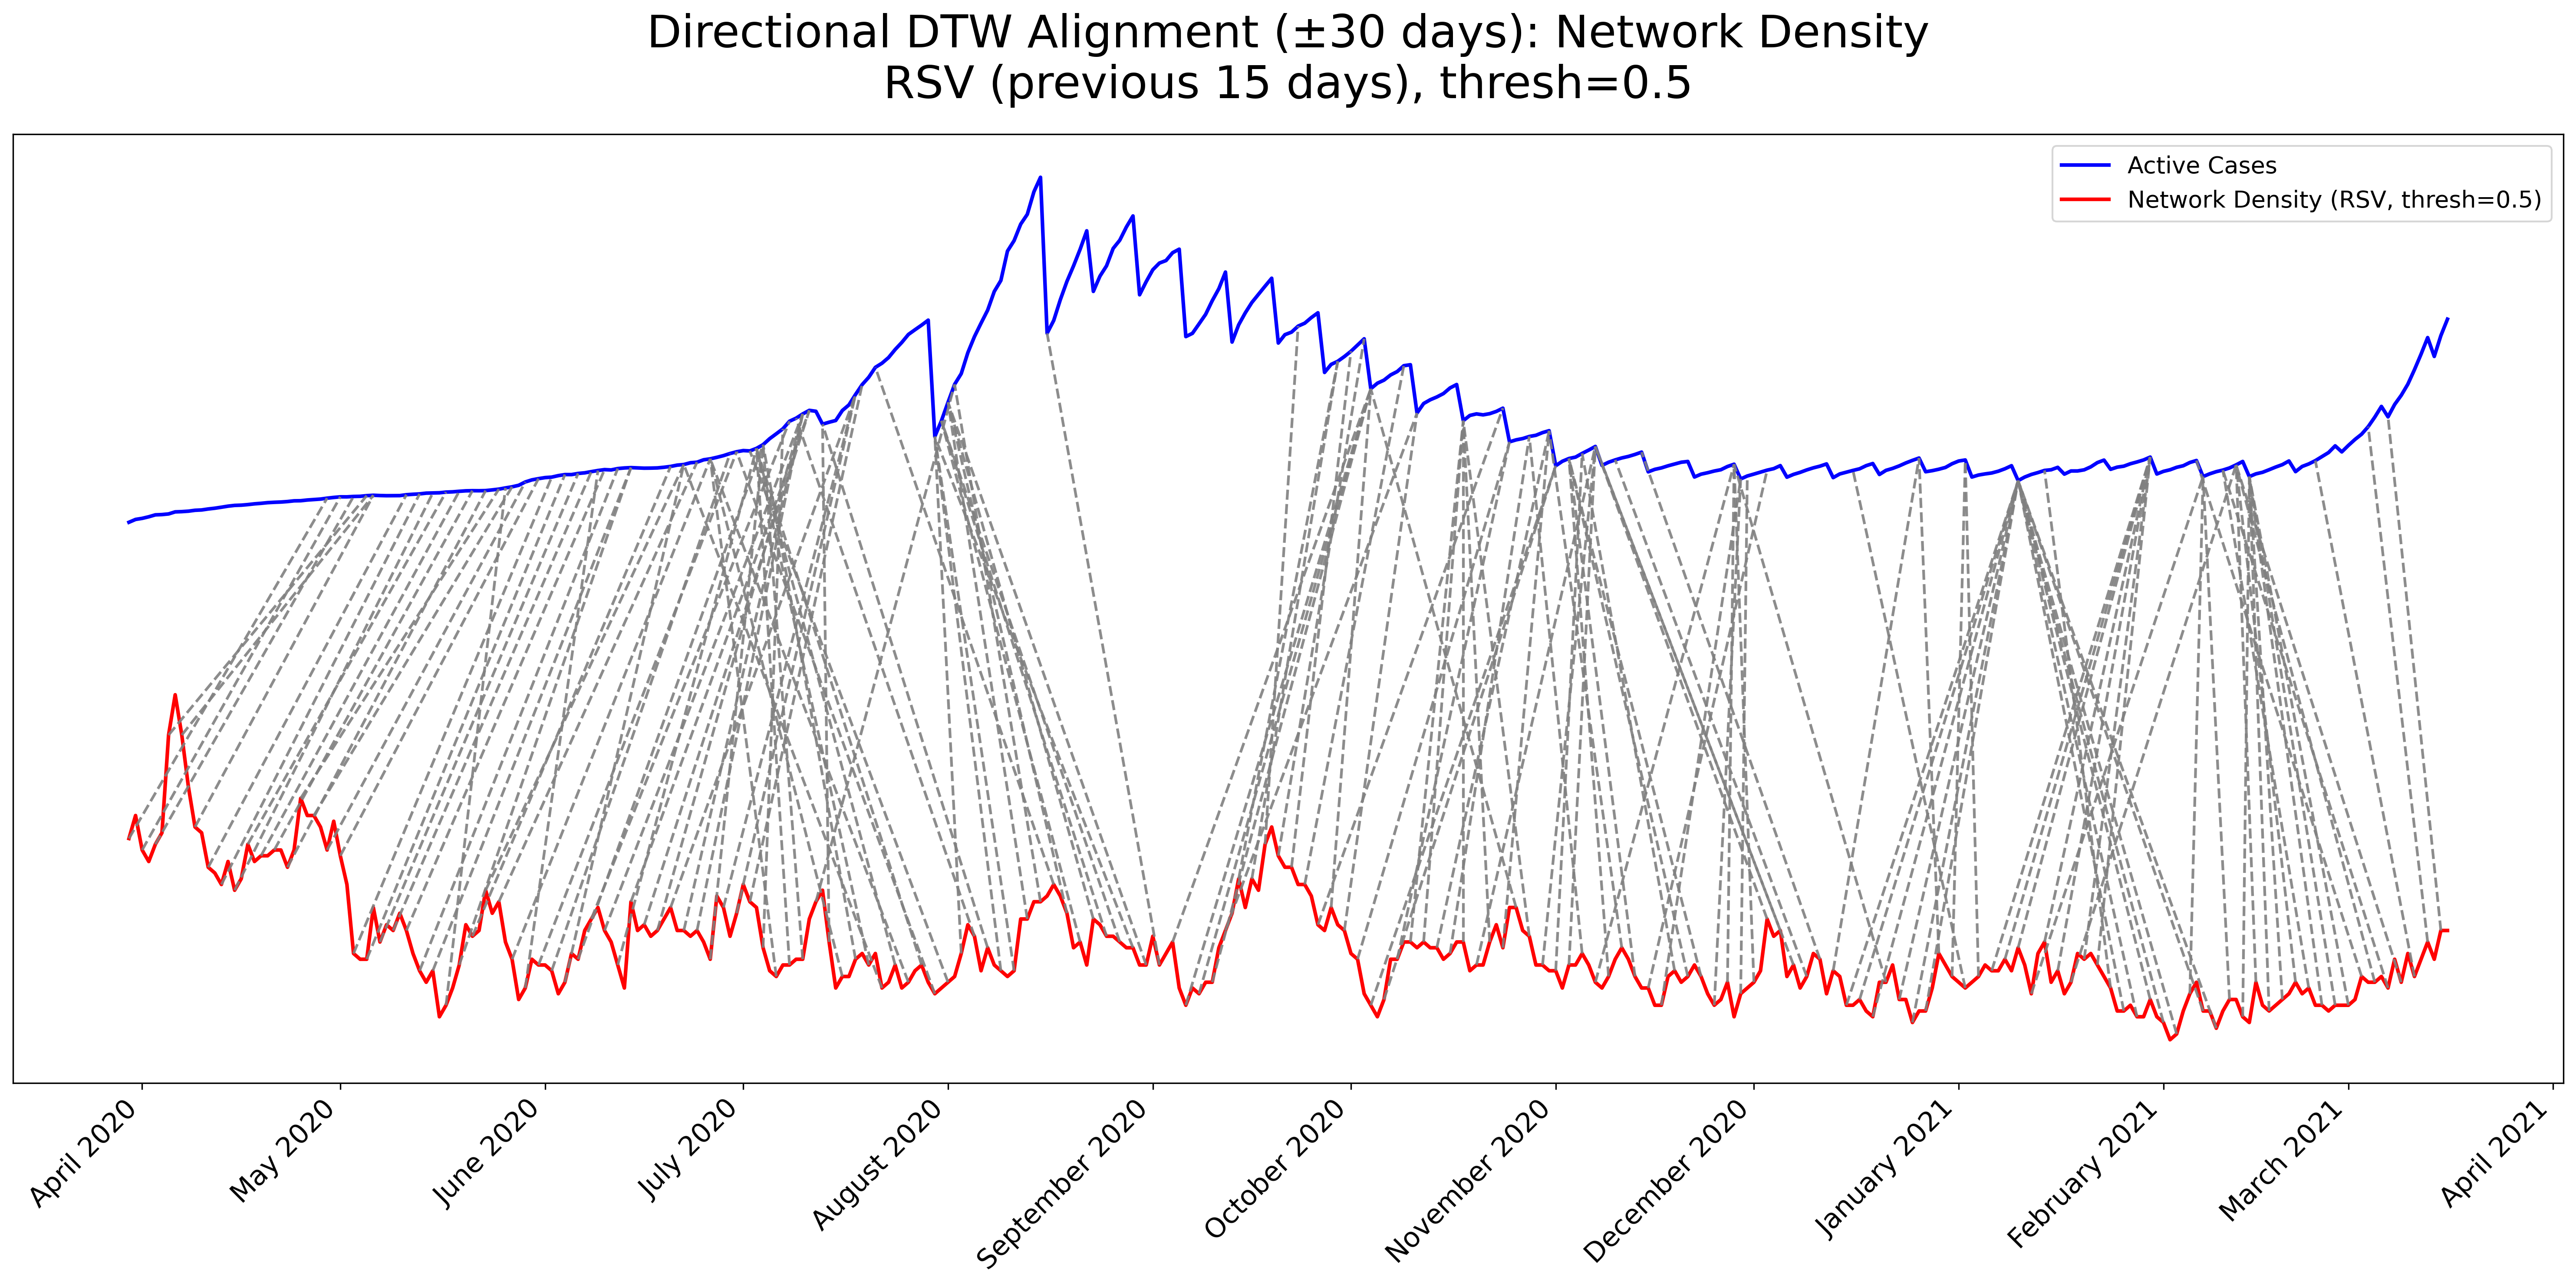 Directional DTW Alignment (±30 days): Network Density
RSV (previous 15 days), thresh=0.5
Active Cases
Network Density (RSV, thresh=0.5)
April 2020
May 2020
June 2020
July 2020
August 2020
September 2020
October 2020
November 2020
December 2020
January 2021
February 2021
March 2021
April 2021